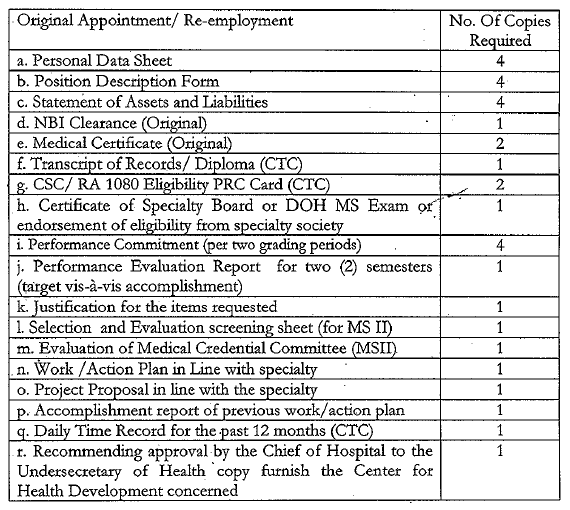 Original Appointment/ Re-employment No. Of Copies
Required
a. Personal Data Sheet 4
b. Position Description Form 4
c. Statement of Assets and Liabilities 4
d. NBI Clearance (Original) 1
e. Medical Certificate (Original) 2
f. Transcript of Records/ Diploma (CTC) 1
g. CSC/ RA 1080 Eligibility PRC Card (CTC) 2
h. Certificate of Specialty Board or DOH MS Exam or 1
endorsement of eligibility from specialty society
i. Performance Commitment (per two grading periods) 4
j. Performance Evaluation Report for two (2) semesters 1
(target vis-à-vis accomplishment)
k. Justification for the items requested 1
l. Selection and Evaluation screening sheet (for MS II) 1
m. Evaluation of Medical Credential Committee (MSII) 1
n. Work /Action Plan in Line with specialty 1
o. Project Proposal in line with the specialty 1
p. Accomplishment report of previous work/action plan 1
q. Daily Time Record for the past 12 months (CTC) 1
r. Recommending approval by the Chief of Hospital to the 1
Undersecretary of Health copy furnish the Center for
Health Development concerned